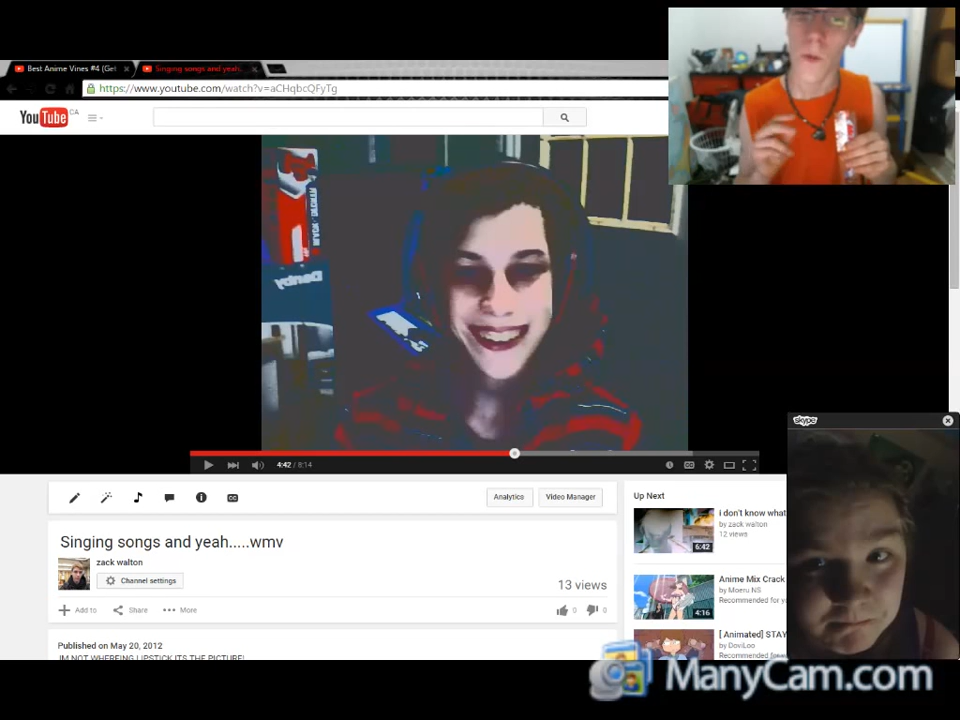 Best Anime Vines #4 (Get
Singing songs and yeah.
https://www.youtube.com/watch?v=aCHqbcQFyTg
YouTube CA
Danby
4:42 / 8:14
Analytics
Video Manager
Singing songs and yeah.....wmv
zack walton
Channel settings
13 views
Add to
Share
More
0
0
Published on May 20, 2012
IM NOT WHEREING LIPSTICK ITS THE PICTURE!
Up Next
i don't know what
by zack walton
12 views
6:42
Anime Mix Crack
by Moeru NS
Recommended for y
4:16
[ Animated] STAY
by DoviLoo
Recommended
skype
ManyCam.com